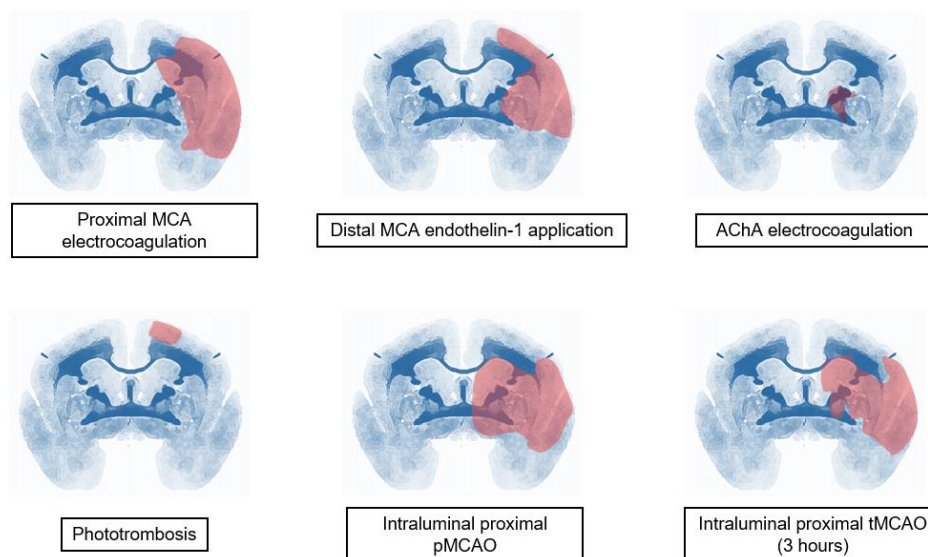 Proximal MCA
electrocoagulation
Distal MCA endothelin-1 application
AChA electrocoagulation
Phototrombosis
Intraluminal proximal
pMCAO
Intraluminal proximal tMCAO
(3 hours)